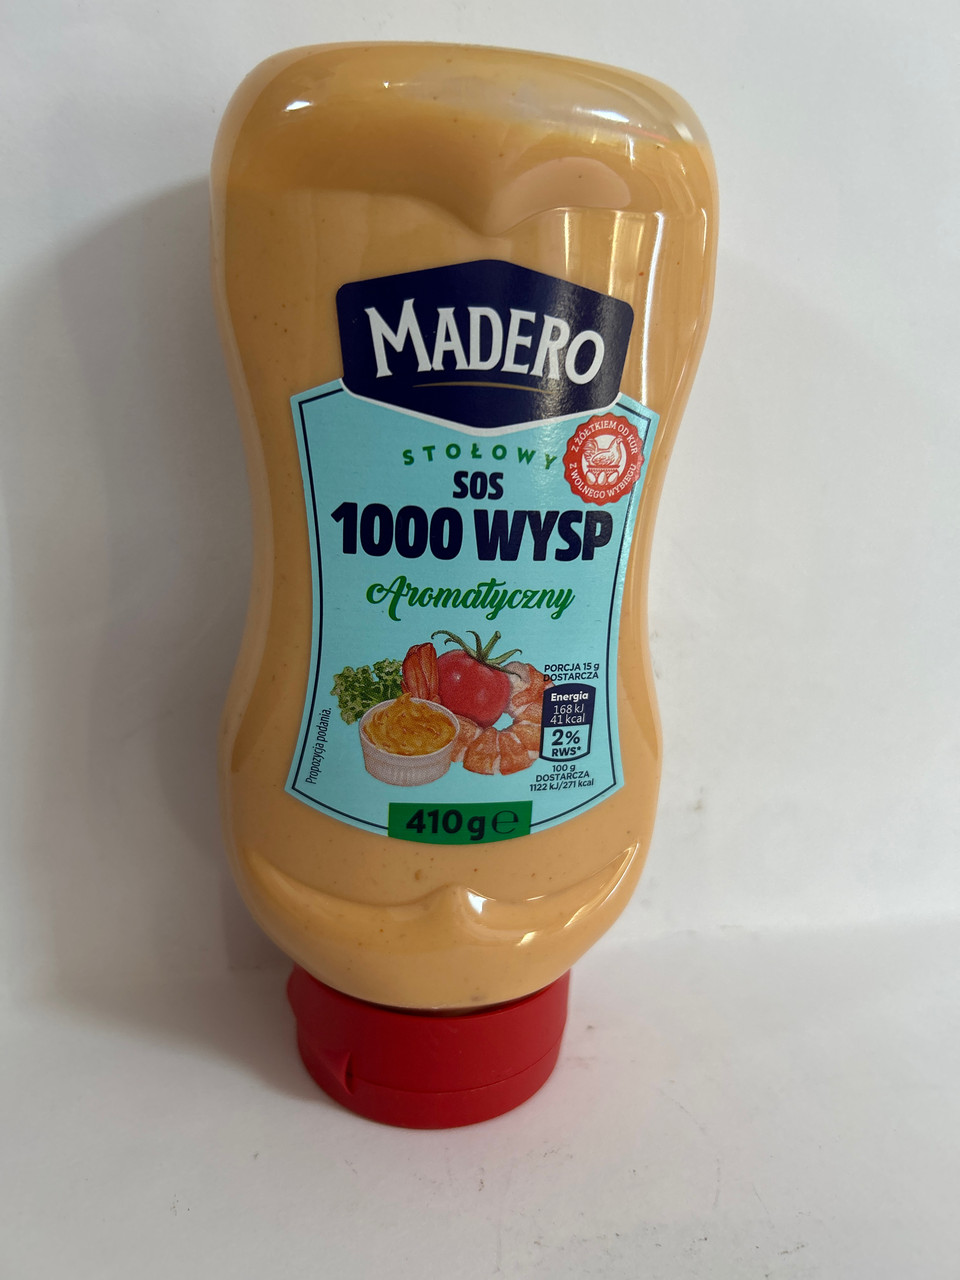 MADERO
STOŁOWY
SOS
1000 WYSP
Aromatyczny
Z ŻÓŁTKIEM OD KUR
Z WOLNEGO WYBIEGU
PORCJA 15 g
DOSTARCZA
Energia
168 kJ
41 kcal
2%
RWS*
100 g
DOSTARCZA
1122 kJ/271 kcal
Propozycja podania.
410 g ℮